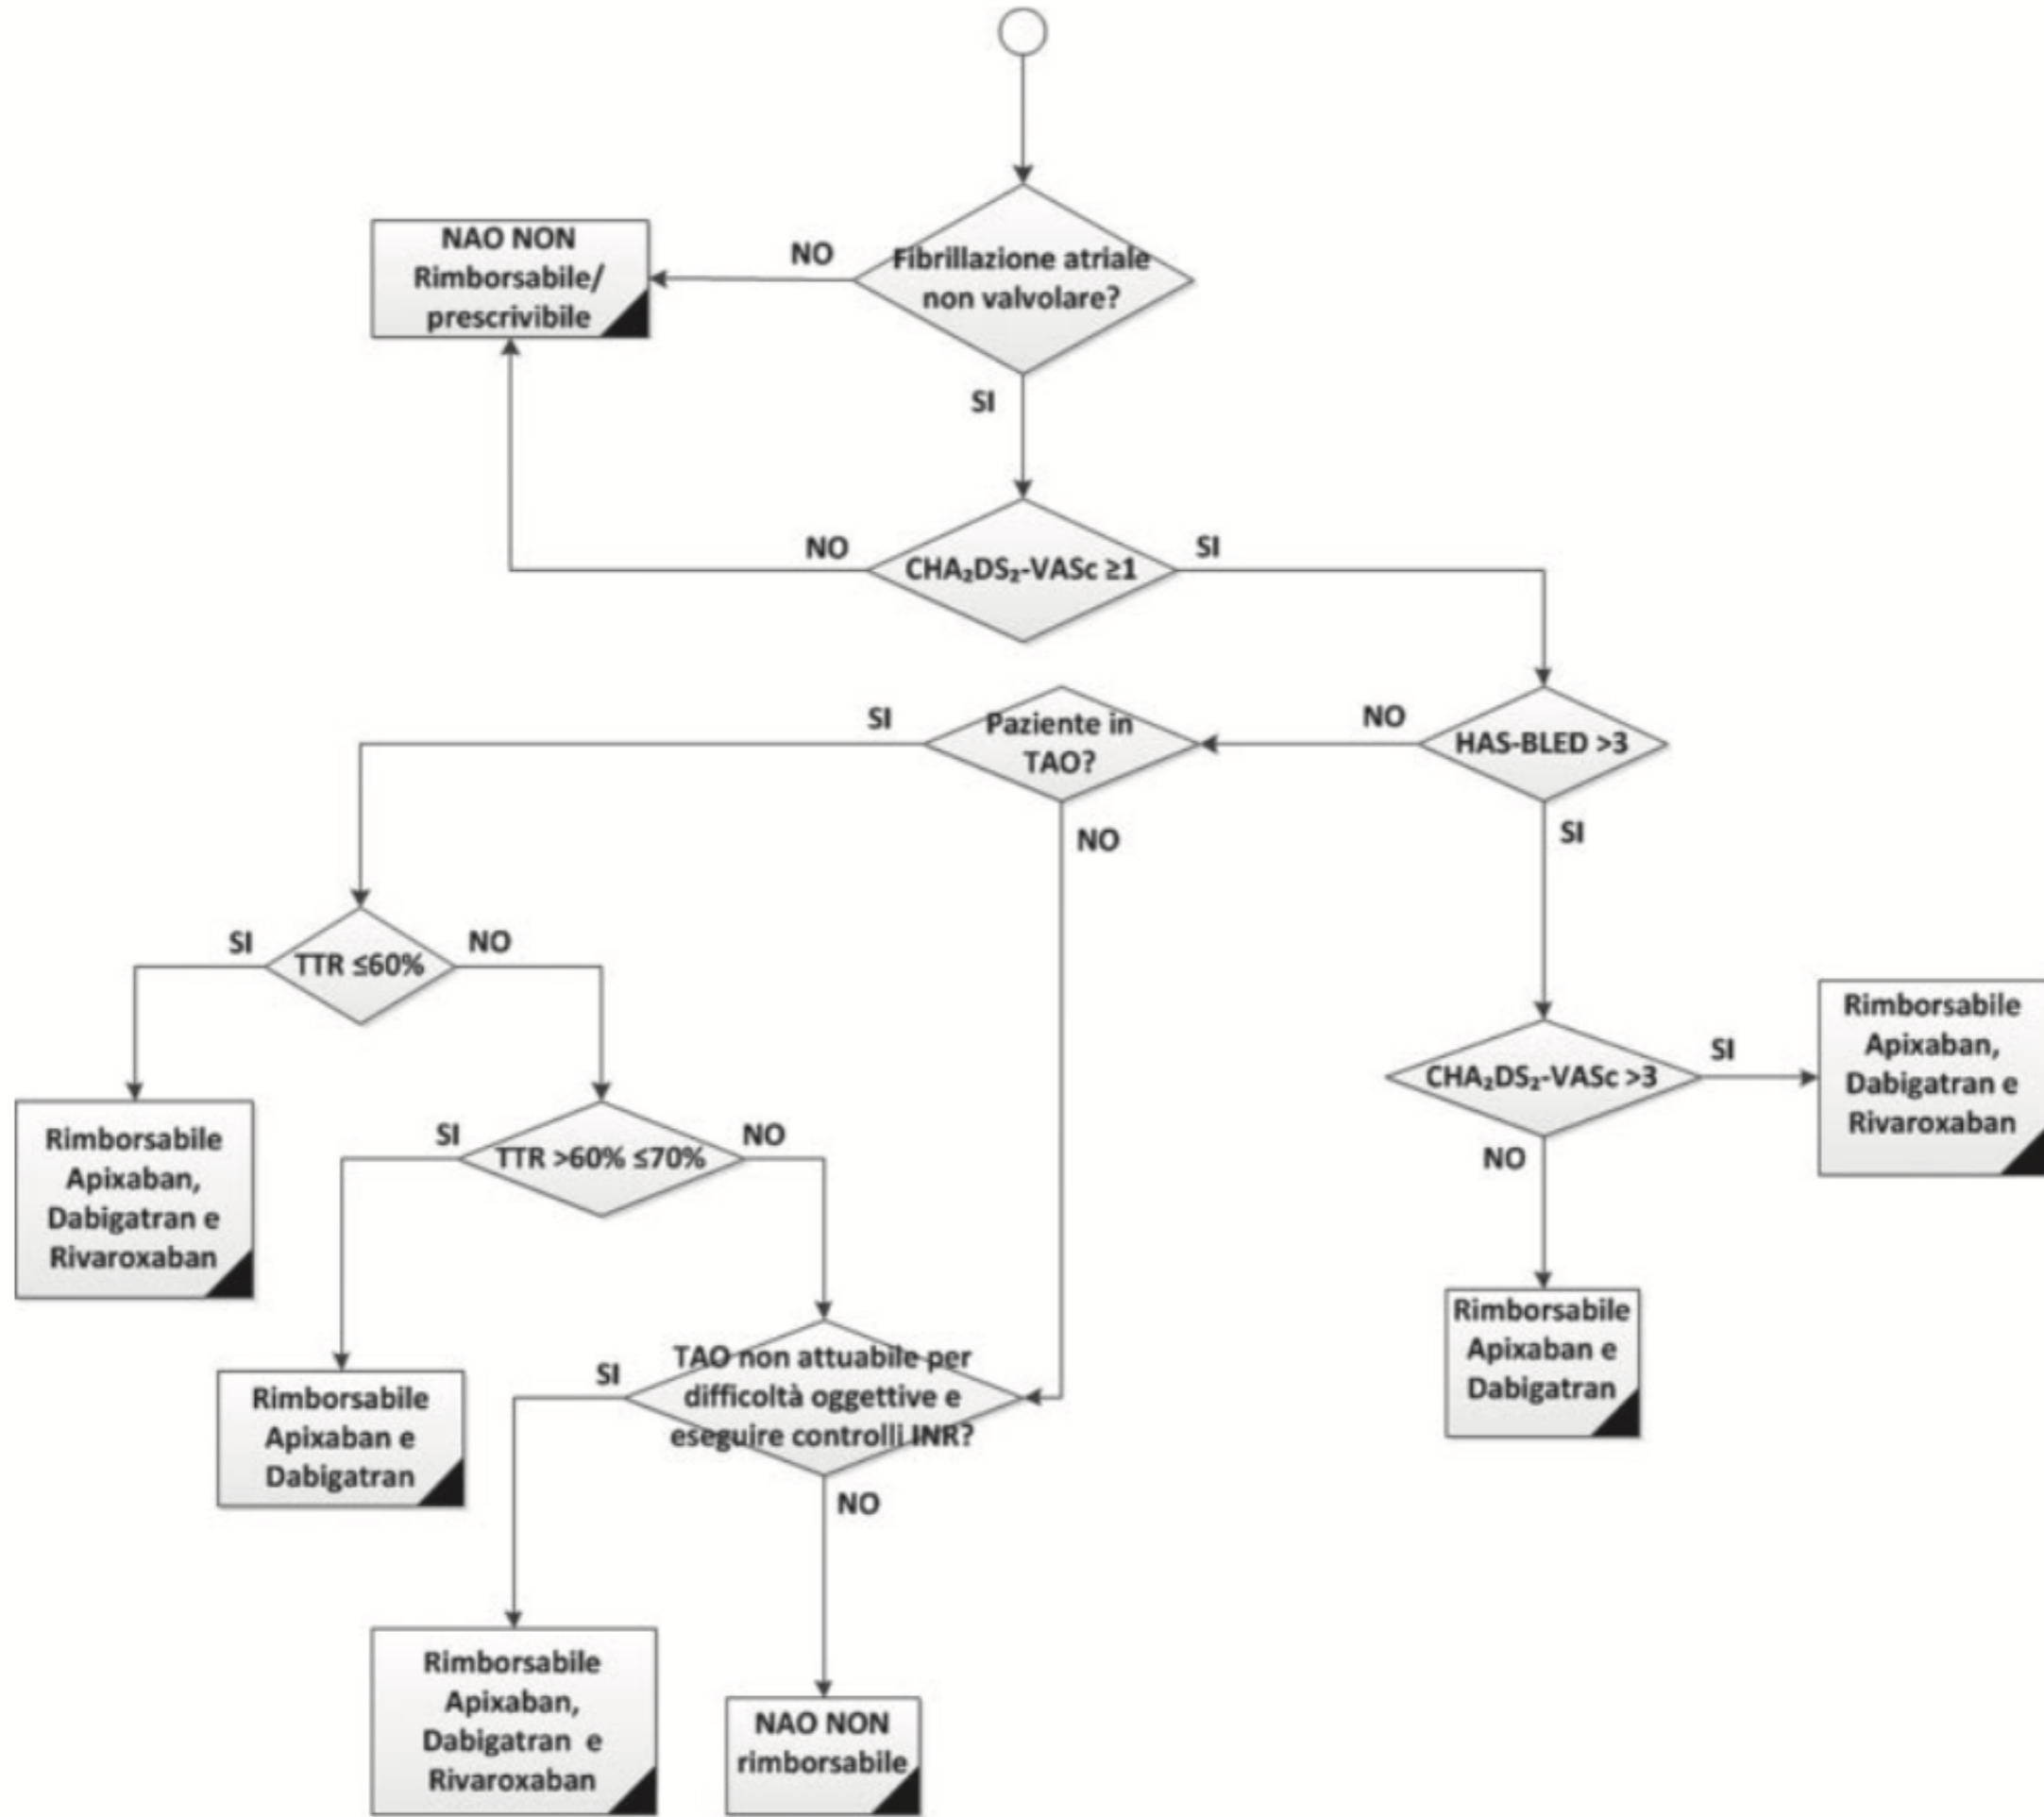 NAO NON
Rimborsabile/
prescrivibile
NO
Fibrillazione atriale
non valvolare?
SI
NO
CHA₂DS₂-VASc ≥1
SI
SI
Paziente in
TAO?
NO
HAS-BLED >3
NO
SI
SI
TTR ≤60%
NO
Rimborsabile
Apixaban,
Dabigatran e
Rivaroxaban
CHA₂DS₂-VASc >3
SI
NO
Rimborsabile
Apixaban,
Dabigatran e
Rivaroxaban
SI
TTR >60% ≤70%
NO
Rimborsabile
Apixaban e
Dabigatran
Rimborsabile
Apixaban e
Dabigatran
SI
TAO non attuabile per
difficoltà oggettive e
eseguire controlli INR?
NO
Rimborsabile
Apixaban,
Dabigatran e
Rivaroxaban
NAO NON
rimborsabile